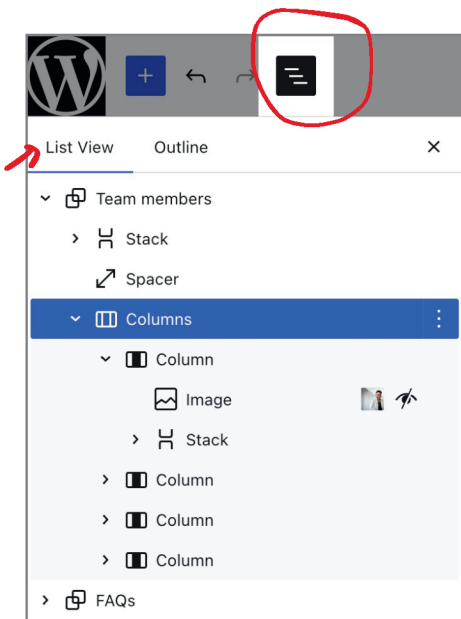 List View Outline
Team members
Stack
Spacer
Columns
Column
Image
Stack
Column
Column
Column
FAQs